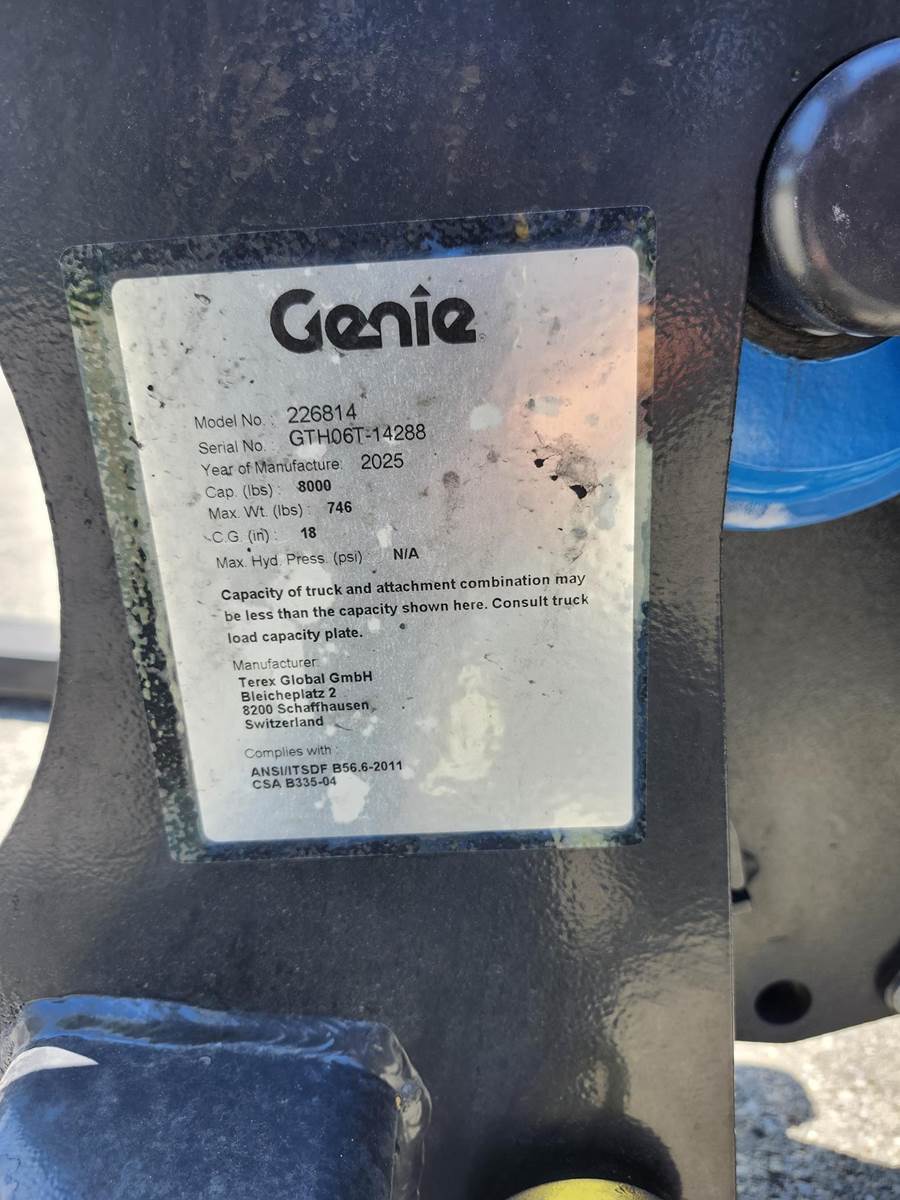 Genie
Model No. : 226814
Serial No. GTH06T-14288
Year of Manufacture: 2025
Cap. (lbs) : 8000
Max. Wt. (lbs) : 746
C.G. (in) : 18
Max. Hyd. Press. (psi) : N/A
Capacity of truck and attachment combination may
be less than the capacity shown here. Consult truck
load capacity plate.
Manufacturer:
Terex Global GmbH
Bleicheplatz 2
8200 Schaffhausen
Switzerland
Complies with :
ANSI/ITSDF B56.6-2011
CSA B335-04